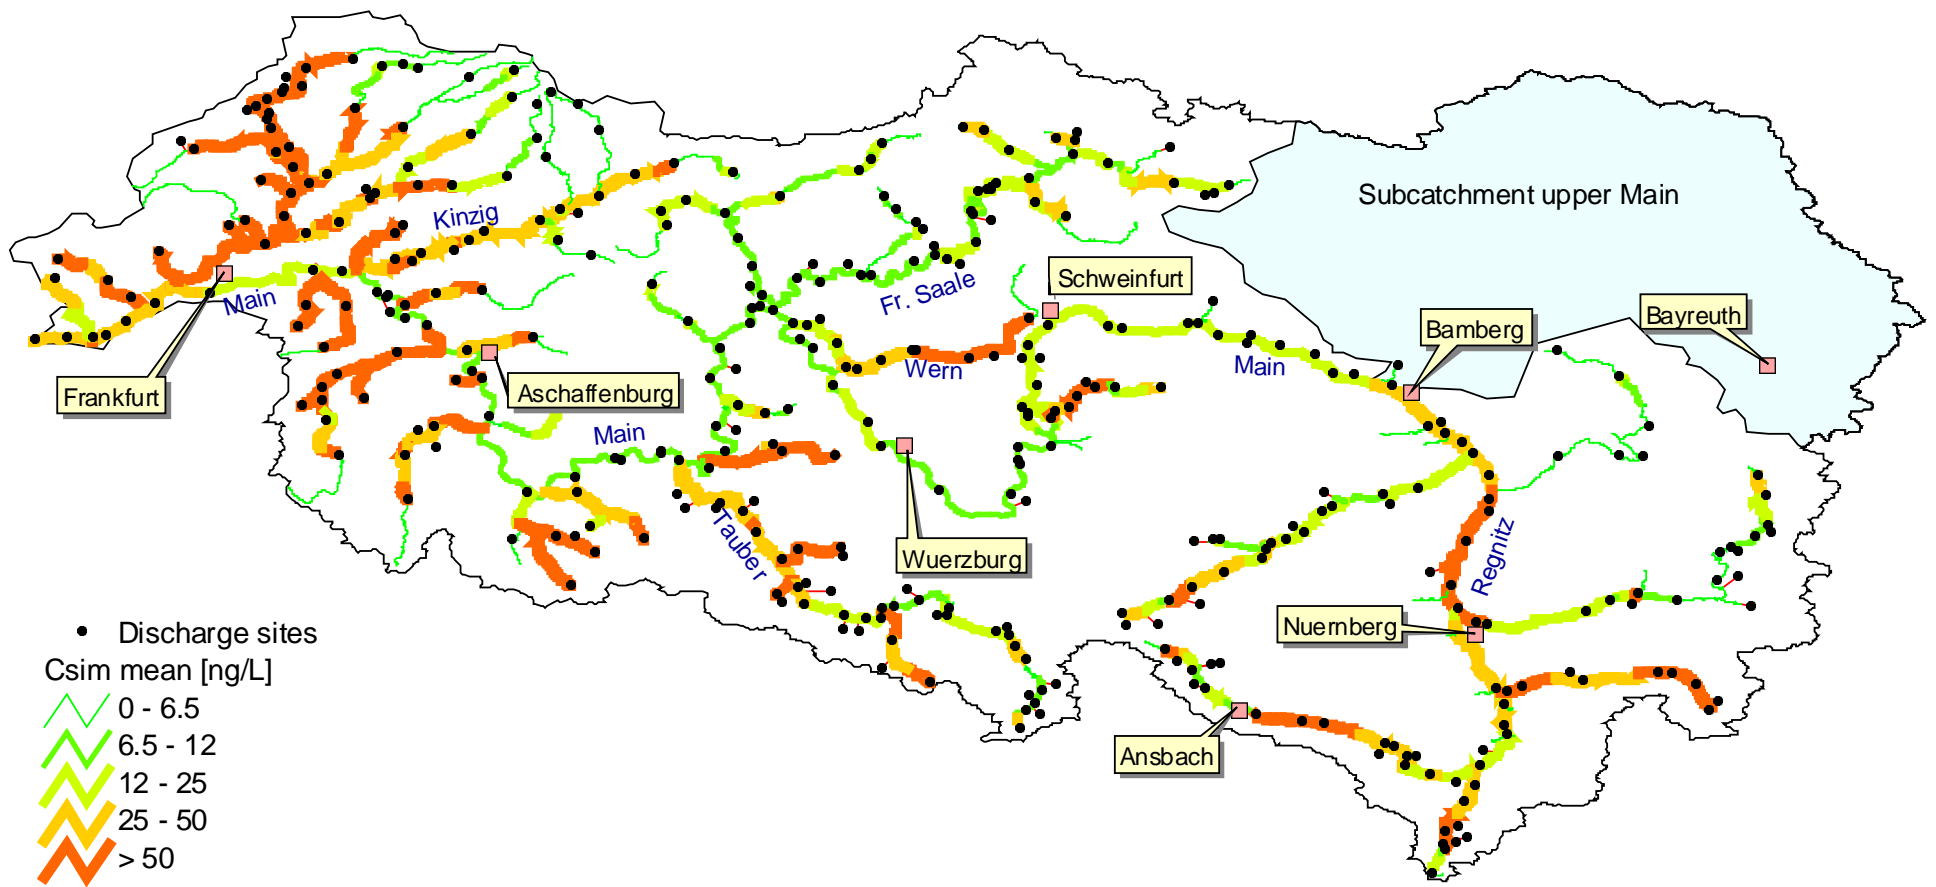 Subcatchment upper Main
Kinzig
Main
Fr. Saale
Schweinfurt
Bayreuth
Bamberg
Frankfurt
Aschaffenburg
Wern
Main
Main
Tauber
Wuerzburg
Regnitz
Nuernberg
Ansbach
Discharge sites
Csim mean [ng/L]
0 - 6.5
6.5 - 12
12 - 25
25 - 50
> 50